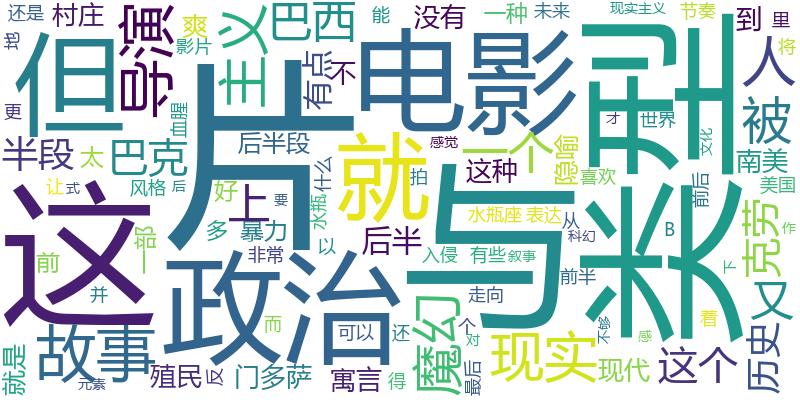 还是
村庄
导演
爽
影片
主义
巴西
能
没有
一种
未来
现实主义
节奏
到
里
地
但
有点
不
电影
类型
将
人
更
片
血腥
才
世界
被
半段
太
巴克
后半段
感觉
一个
隐喻
文化
南美
让
式
风格
后
好
上
什么
就
这种
喜欢
前后
美国
这
要
拍
与
水瓶座
表达
从
作
多
暴力
以
水瓶
科幻
B
克劳
一部
前
非常
后半
入侵
有些
叙事
下
又
并
政治
走向
前半
故事
而
可以
还
魔幻
个
对
现实
不够
感
着
历史
就是
殖民
反
门多萨
寓言
得
最后
现代
这个
元素